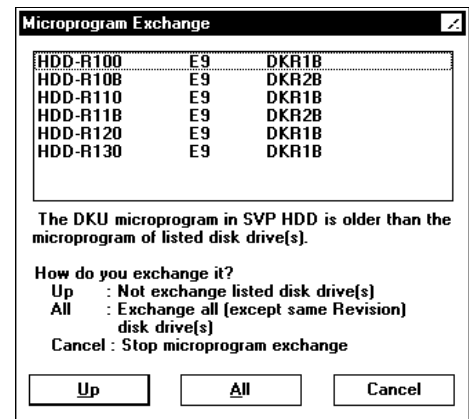 Microprogram Exchange
HDD-R100 E9 DKR1B
HDD-R10B E9 DKR2B
HDD-R110 E9 DKR1B
HDD-R11B E9 DKR2B
HDD-R120 E9 DKR1B
HDD-R130 E9 DKR1B
The DKU microprogram in SVP HDD is older than the
microprogram of listed disk drive(s).
How do you exchange it?
Up : Not exchange listed disk drive(s)
All : Exchange all (except same Revision)
disk drive(s)
Cancel : Stop microprogram exchange
Up All Cancel